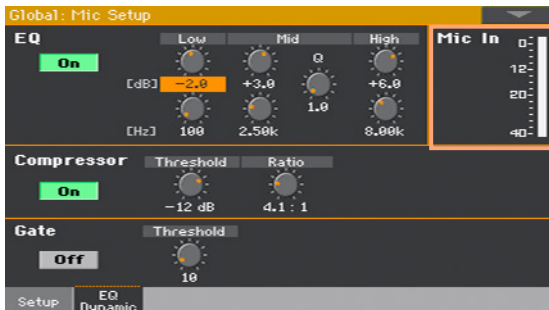 Global: Mic Setup
EQ Low Mid High Mic In
On Q 0
[dB] -2.0 +3.0 +6.0 12
1.0 20
[Hz] 100 2.50k 8.00k 40
Compressor Threshold Ratio
On
-12 dB 4.1 : 1
Gate Threshold
Off
10
Setup EQ
Dynamic